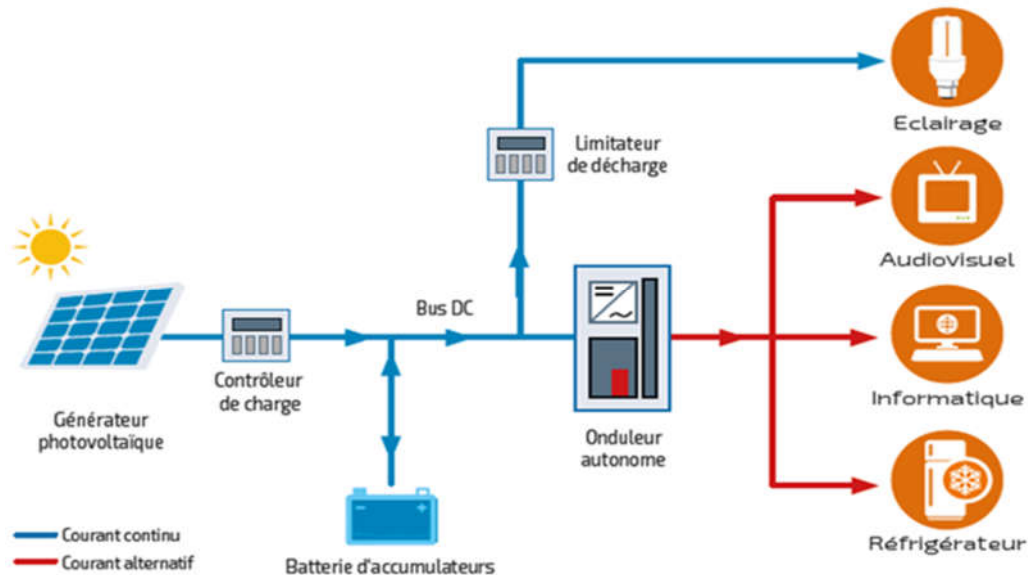 Eclairage
Limitateur
de décharge
Audiovisuel
Bus DC
Contrôleur
de charge
Informatique
Générateur
photovoltaïque
Onduleur
autonome
Courant continu
Courant alternatif
Batterie d'accumulateurs
Réfrigérateur